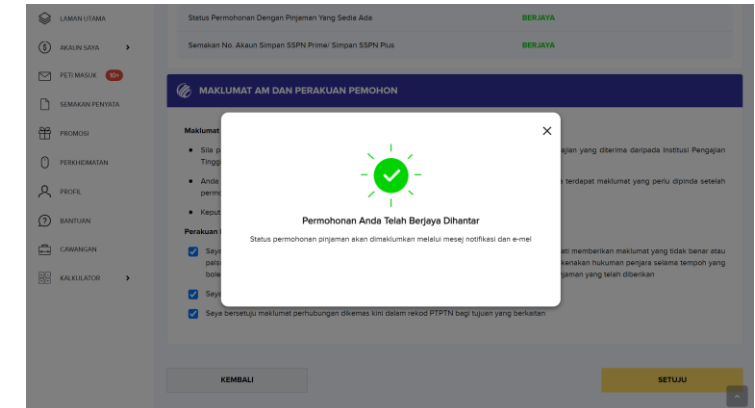 LAMAN UTAMA
AKAUN SAYA
PETI MASUK 10+
SEMAKAN PENYATA
PROMOSI
PERKHIDMATAN
PROFIL
BANTUAN
CAWANGAN
KALKULATOR
Status Permohonan Dengan Pinjaman Yang Sedia Ada BERJAYA
Semakan No. Akaun Simpan SSPN Prime/ Simpan SSPN Plus BERJAYA
MAKLUMAT AM DAN PERAKUAN PEMOHON
Maklumat
Sila p
ajian yang diterima daripada Institusi Pengajian
Tingg
Anda
terdapat maklumat yang perlu dipinda setelah
perm
Keput
Perakuan
Saya
ati memberikan maklumat yang tidak benar atau
pals
kenakan hukuman penjara selama tempoh yang
bole
njaman yang telah diberikan
Saya
Saya bersetuju maklumat perhubungan dikemas kini dalam rekod PTPTN bagi tujuan yang berkaitan
Permohonan Anda Telah Berjaya Dihantar
Status permohonan pinjaman akan dimaklumkan melalui mesej notifikasi dan e-mel
KEMBALI
SETUJU